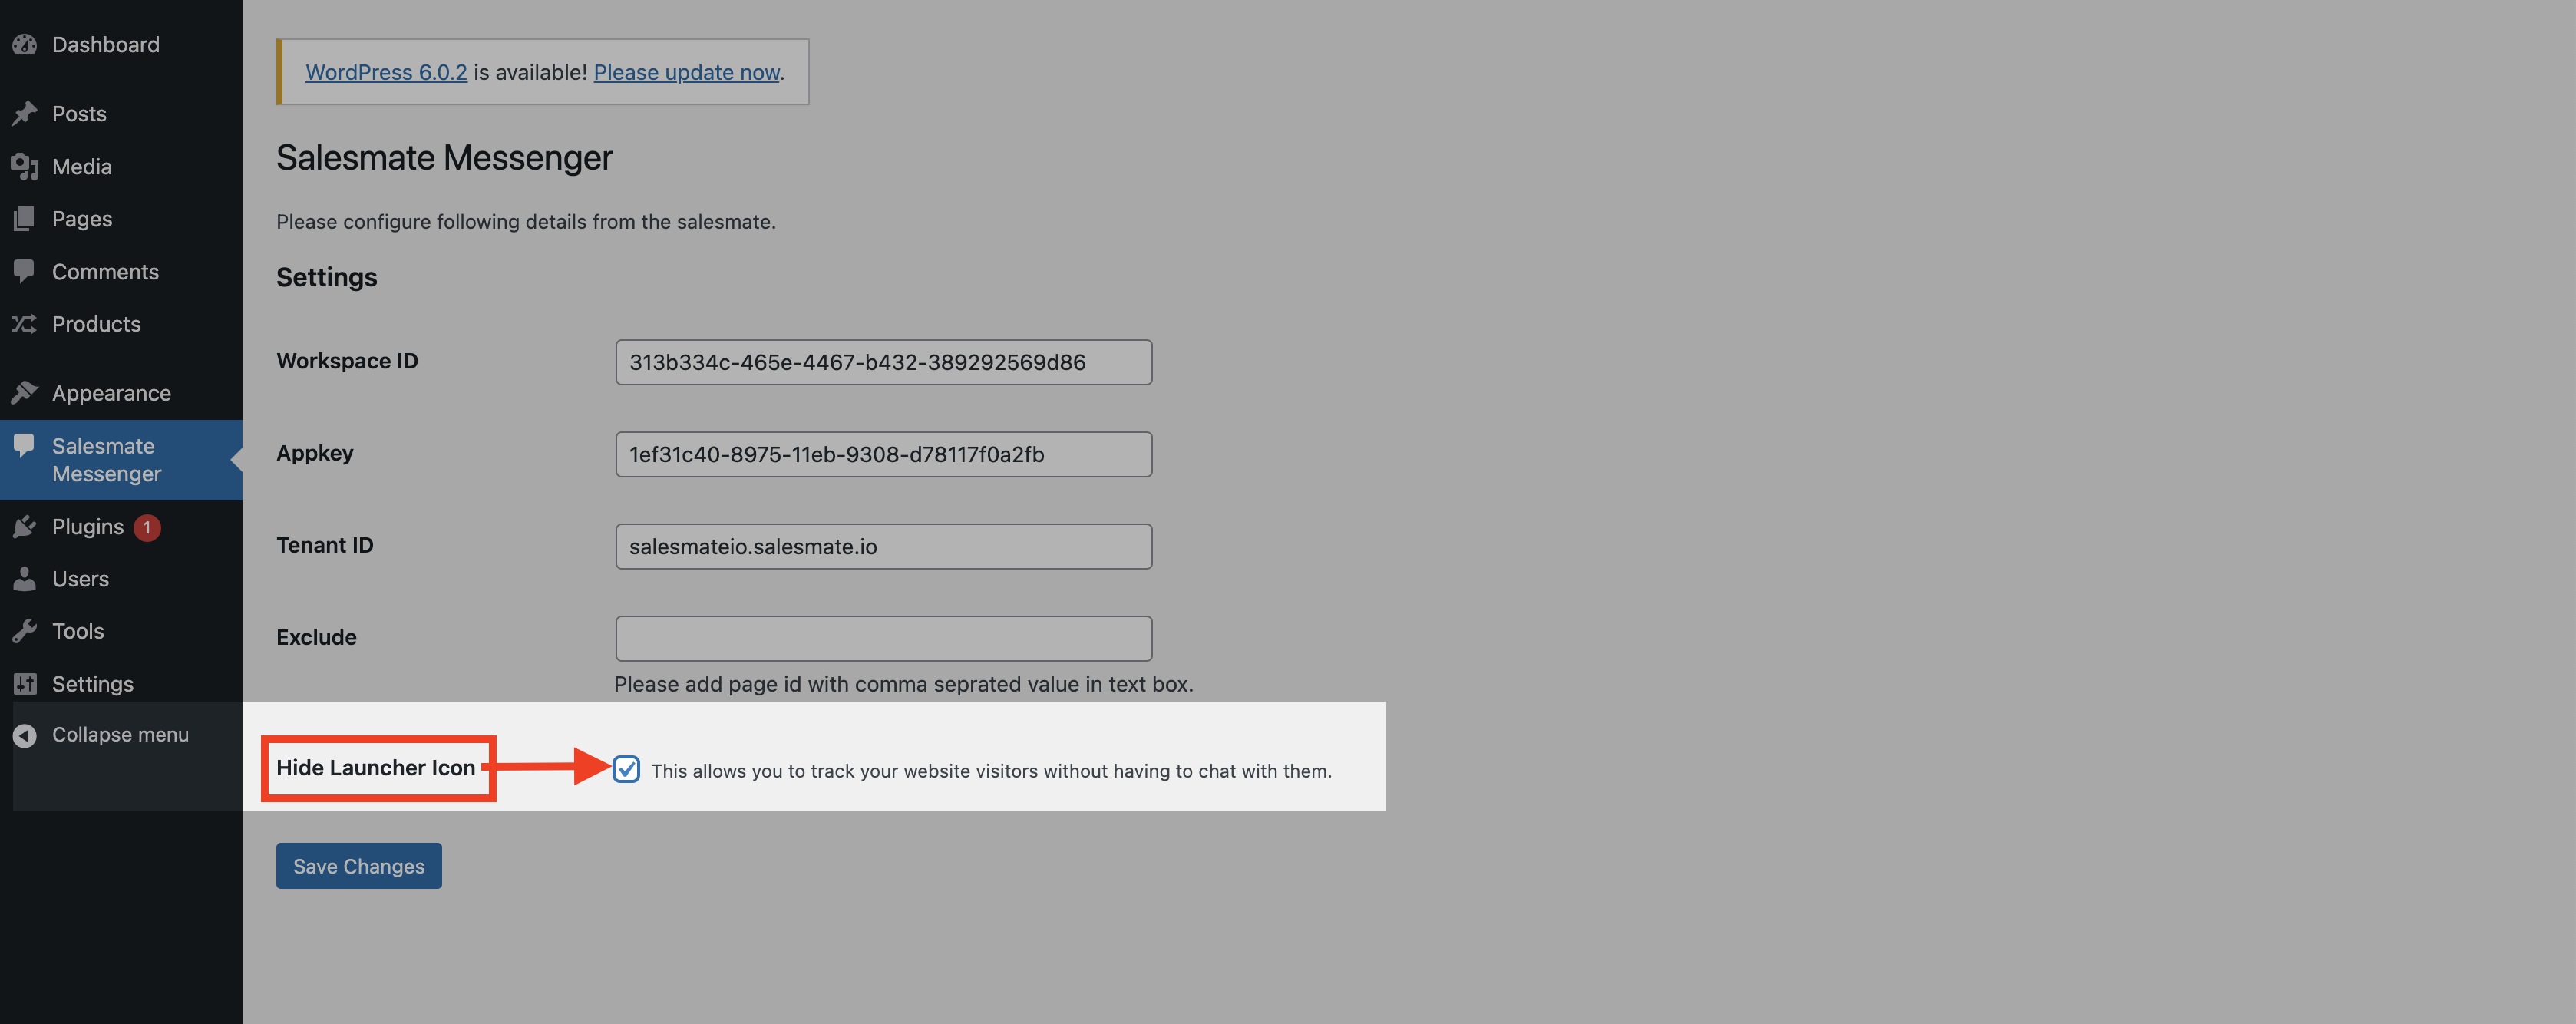 Dashboard
Posts
Media
Pages
Comments
Products
Appearance
Salesmate
Messenger
Plugins 1
Users
Tools
Settings
Collapse menu
WordPress 6.0.2 is available! Please update now.
Salesmate Messenger
Please configure following details from the salesmate.
Settings
Workspace ID 313b334c-465e-4467-b432-389292569d86
Appkey 1ef31c40-8975-11eb-9308-d78117f0a2fb
Tenant ID salesmateio.salesmate.io
Exclude
Please add page id with comma seprated value in text box.
Hide Launcher Icon This allows you to track your website visitors without having to chat with them.
Save Changes